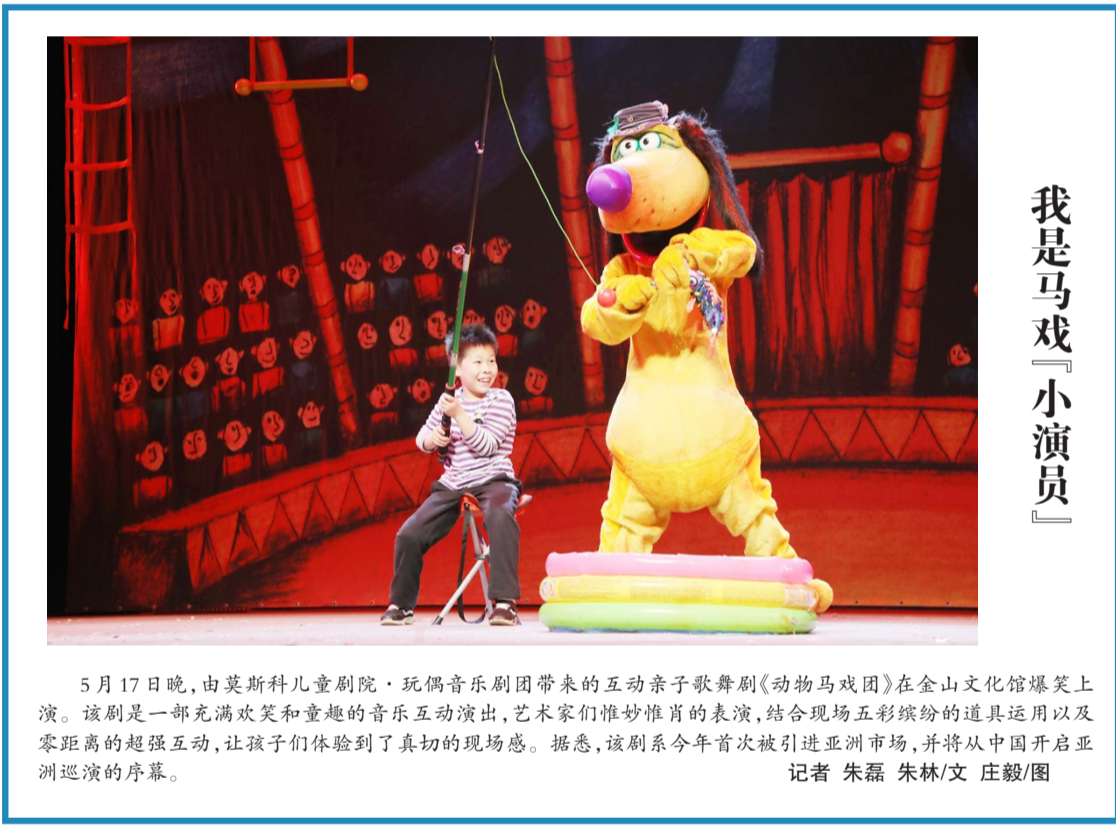 我是马戏『小演员』
5月17日晚,由莫斯科儿童剧院·玩偶音乐剧团带来的互动亲子歌舞剧《动物马戏团》在金山文化馆爆笑上
演。该剧是一部充满欢笑和童趣的音乐互动演出,艺术家们惟妙惟肖的表演,结合现场五彩缤纷的道具运用以及
零距离的超强互动,让孩子们体验到了真切的现场感。据悉,该剧系今年首次被引进亚洲市场,并将从中国开启亚
洲巡演的序幕。
记者 朱磊 朱林/文 庄毅/图